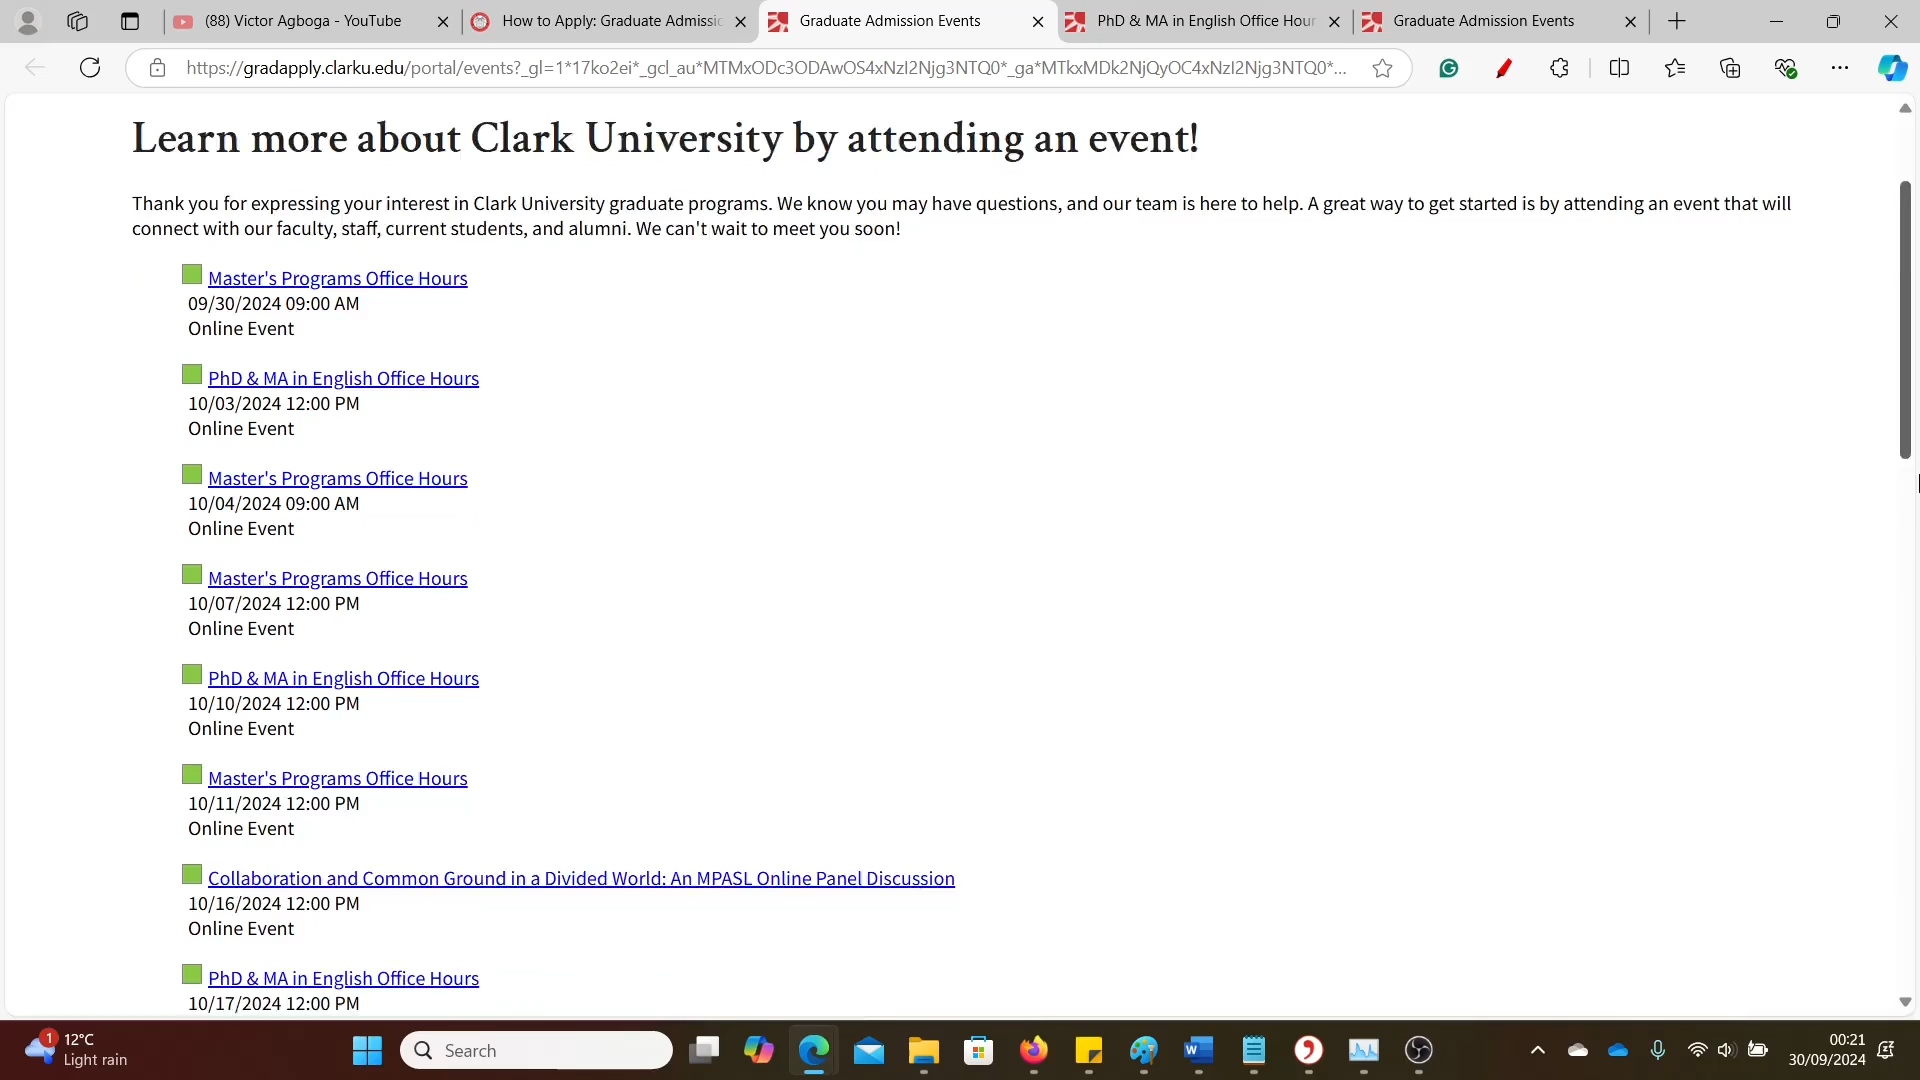 (88) Victor Agboga - YouTube
How to Apply: Graduate Admissic
Graduate Admission Events
PhD & MA in English Office Hour
Graduate Admission Events
https://gradapply.clarku.edu/portal/events?_gl=1*17ko2ei*_gcl_au*MTMxODc3ODAwOS4xNzI2Njg3NTQ0*_ga*MTkxMDk2NjQyOC4xNzI2Njg3NTQ0*...
Learn more about Clark University by attending an event!
Thank you for expressing your interest in Clark University graduate programs. We know you may have questions, and our team is here to help. A great way to get started is by attending an event that will
connect with our faculty, staff, current students, and alumni. We can't wait to meet you soon!
Master's Programs Office Hours
09/30/2024 09:00 AM
Online Event
PhD & MA in English Office Hours
10/03/2024 12:00 PM
Online Event
Master's Programs Office Hours
10/04/2024 09:00 AM
Online Event
Master's Programs Office Hours
10/07/2024 12:00 PM
Online Event
PhD & MA in English Office Hours
10/10/2024 12:00 PM
Online Event
Master's Programs Office Hours
10/11/2024 12:00 PM
Online Event
Collaboration and Common Ground in a Divided World: An MPASL Online Panel Discussion
10/16/2024 12:00 PM
Online Event
PhD & MA in English Office Hours
10/17/2024 12:00 PM
1
12°C
Light rain
Search
00:21
30/09/2024